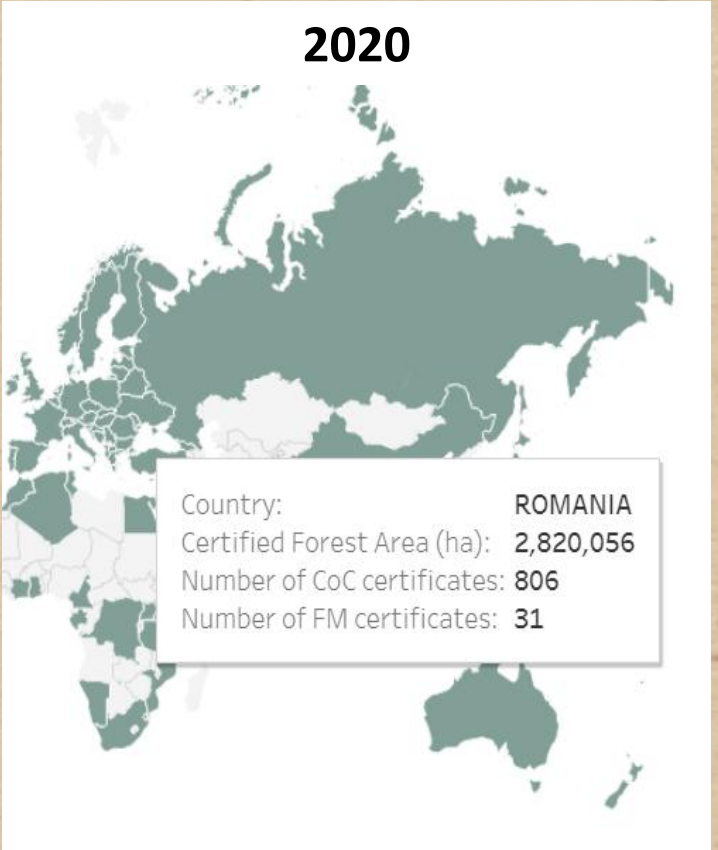 2020
Country: ROMANIA
Certified Forest Area (ha): 2,820,056
Number of CoC certificates: 806
Number of FM certificates: 31